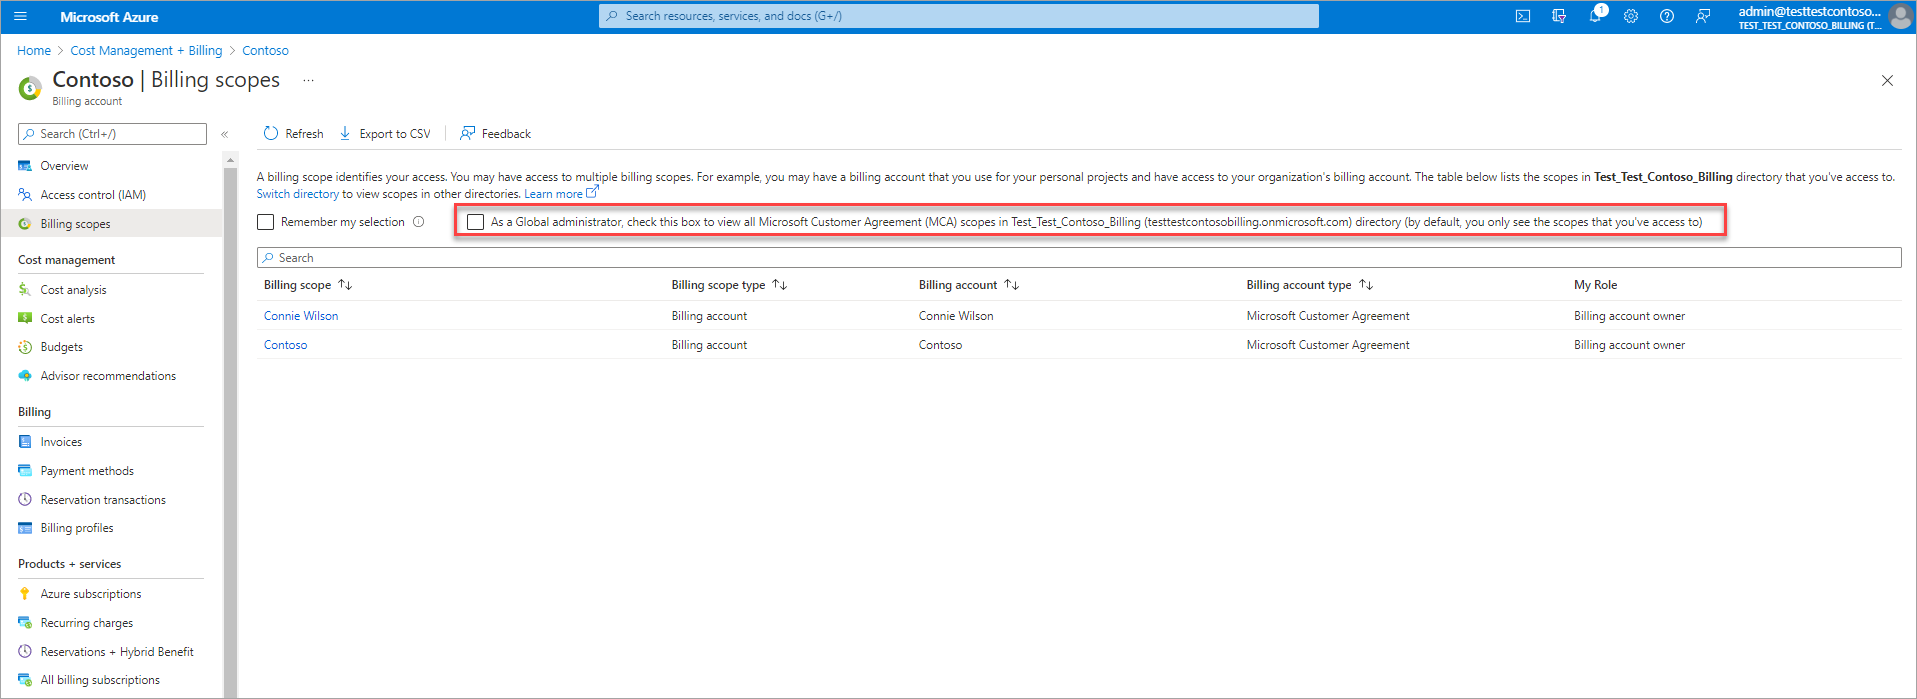 Microsoft Azure
Search resources, services, and docs (G+/)
1
admin@testtestcontoso...
TEST_TEST_CONTOSO_BILLING (T...
Home > Cost Management + Billing > Contoso
Contoso | Billing scopes ...
Billing account
Search (Ctrl+/)
«
Overview
Access control (IAM)
Billing scopes
Cost management
Cost analysis
Cost alerts
Budgets
Advisor recommendations
Billing
Invoices
Payment methods
Reservation transactions
Billing profiles
Products + services
Azure subscriptions
Recurring charges
Reservations + Hybrid Benefit
All billing subscriptions
Refresh Export to CSV Feedback
A billing scope identifies your access. You may have access to multiple billing scopes. For example, you may have a billing account that you use for your personal projects and have access to your organization's billing account. The table below lists the scopes in Test_Test_Contoso_Billing directory that you've access to.
Switch directory to view scopes in other directories. Learn more
Remember my selection As a Global administrator, check this box to view all Microsoft Customer Agreement (MCA) scopes in Test_Test_Contoso_Billing (testtestcontosobilling.onmicrosoft.com) directory (by default, you only see the scopes that you've access to)
Search
Billing scope Billing scope type Billing account Billing account type My Role
Connie Wilson Billing account Connie Wilson Microsoft Customer Agreement Billing account owner
Contoso Billing account Contoso Microsoft Customer Agreement Billing account owner